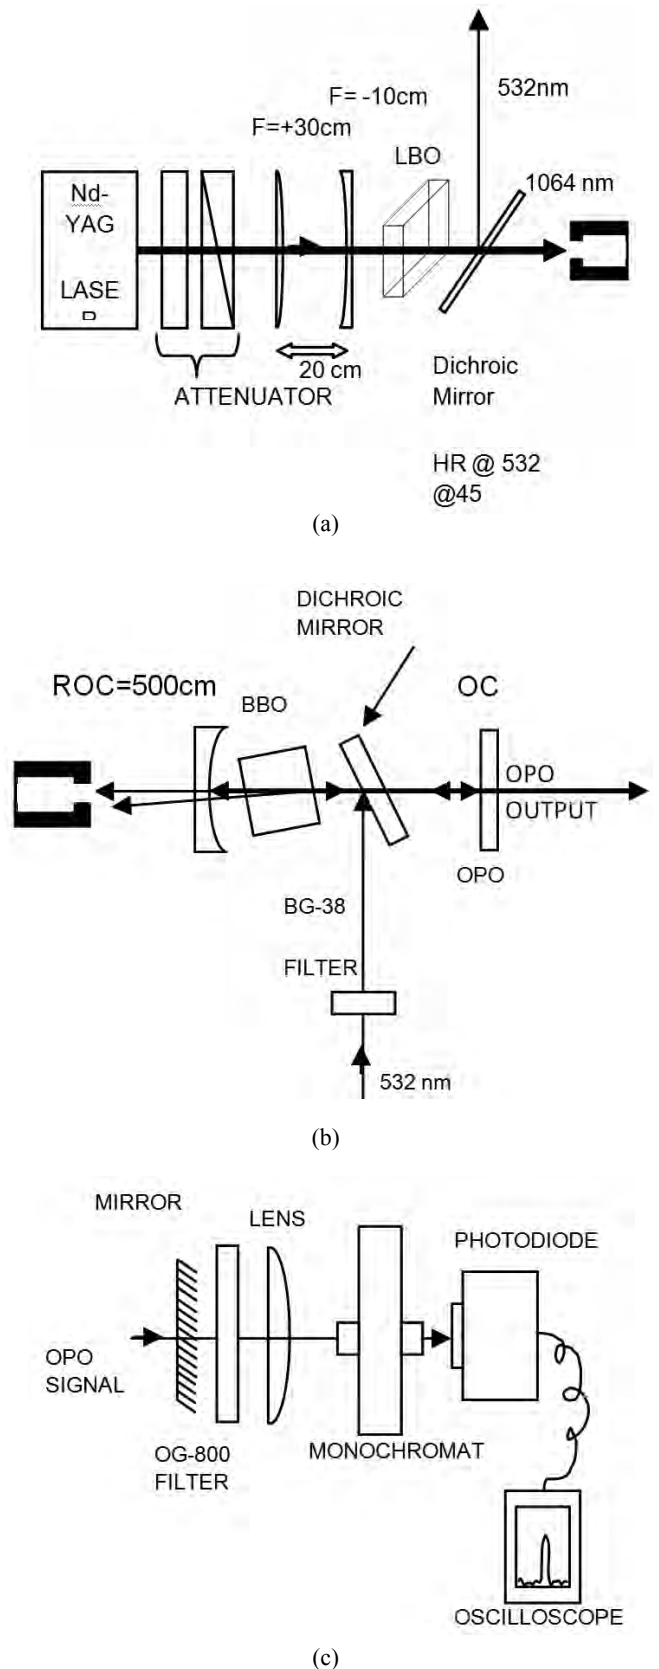 532nm
F= -10cm
F=+30cm
LBO
Nd-
YAG
1064 nm
LASE
R
20 cm
ATTENUATOR
Dichroic
Mirror
HR @ 532
@45
(a)
DICHROIC
MIRROR
ROC=500cm
OC
BBO
OPO
OUTPUT
OPO
BG-38
FILTER
532 nm
(b)
MIRROR
LENS
PHOTODIODE
OPO
SIGNAL
MONOCHROMAT
OG-800
FILTER
OSCILLOSCOPE
(c)